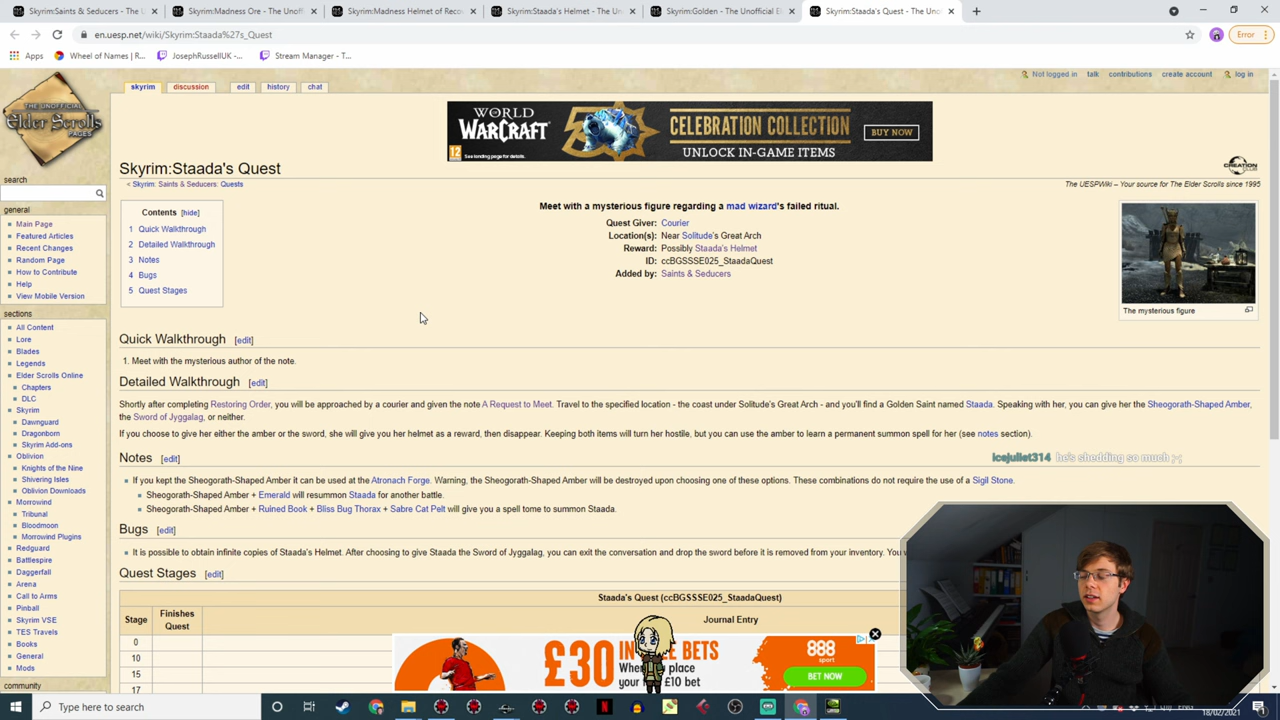 Skyrim:Saints & Seducers - The U
Skyrim:Madness Ore - The Unoffi
Skyrim:Madness Helmet of Recov
Skyrim:Staada's Helmet - The Un
Skyrim:Golden - The Unofficial El
Skyrim:Staada's Quest - The Uno
en.uesp.net/wiki/Skyrim:Staada%27s_Quest
Error
Apps
Wheel of Names | R...
JosephRussellUK -...
Stream Manager - T...
Not logged in talk contributions create account log in
THE UNOFFICIAL
Elder Scrolls
PAGES
skyrim discussion edit history chat
WORLD WARCRAFT
CELEBRATION COLLECTION
UNLOCK IN-GAME ITEMS
BUY NOW
12
See landing page for details.
Skyrim:Staada's Quest
CREATION
< Skyrim: Saints & Seducers: Quests
The UESPWiki – Your source for The Elder Scrolls since 1995
search
general
Main Page
Featured Articles
Recent Changes
Random Page
How to Contribute
Help
View Mobile Version
sections
All Content
Lore
Blades
Legends
Elder Scrolls Online
Chapters
DLC
Skyrim
Dawnguard
Dragonborn
Skyrim Add-ons
Oblivion
Knights of the Nine
Shivering Isles
Oblivion Downloads
Morrowind
Tribunal
Bloodmoon
Morrowind Plugins
Redguard
Battlespire
Daggerfall
Arena
Call to Arms
Pinball
Skyrim VSE
TES Travels
Books
General
Mods
community
Contents [hide]
1 Quick Walkthrough
2 Detailed Walkthrough
3 Notes
4 Bugs
5 Quest Stages
Meet with a mysterious figure regarding a mad wizard's failed ritual.
Quest Giver: Courier
Location(s): Near Solitude's Great Arch
Reward: Possibly Staada's Helmet
ID: ccBGSSSE025_StaadaQuest
Added by: Saints & Seducers
The mysterious figure
Quick Walkthrough [edit]
1. Meet with the mysterious author of the note.
Detailed Walkthrough [edit]
Shortly after completing Restoring Order, you will be approached by a courier and given the note A Request to Meet. Travel to the specified location - the coast under Solitude's Great Arch - and you'll find a Golden Saint named Staada. Speaking with her, you can give her the Sheogorath-Shaped Amber,
the Sword of Jyggalag, or neither.
If you choose to give her either the amber or the sword, she will give you her helmet as a reward, then disappear. Keeping both items will turn her hostile, but you can use the amber to learn a permanent summon spell for her (see notes section).
Notes [edit]
icejuliet314 he's shedding so much ;-;
If you kept the Sheogorath-Shaped Amber it can be used at the Atronach Forge. Warning, the Sheogorath-Shaped Amber will be destroyed upon choosing one of these options. These combinations do not require the use of a Sigil Stone.
Sheogorath-Shaped Amber + Emerald will resummon Staada for another battle.
Sheogorath-Shaped Amber + Ruined Book + Bliss Bug Thorax + Sabre Cat Pelt will give you a spell tome to summon Staada.
Bugs [edit]
It is possible to obtain infinite copies of Staada's Helmet. After choosing to give Staada the Sword of Jyggalag, you can exit the conversation and drop the sword before it is removed from your inventory. You
Quest Stages [edit]
Staada's Quest (ccBGSSSE025_StaadaQuest)
Stage
Finishes Quest
Journal Entry
0
10
15
17
£30 IN BETS
place
£10 bet
888
sport
BET NOW
Type here to search
18/02/2021